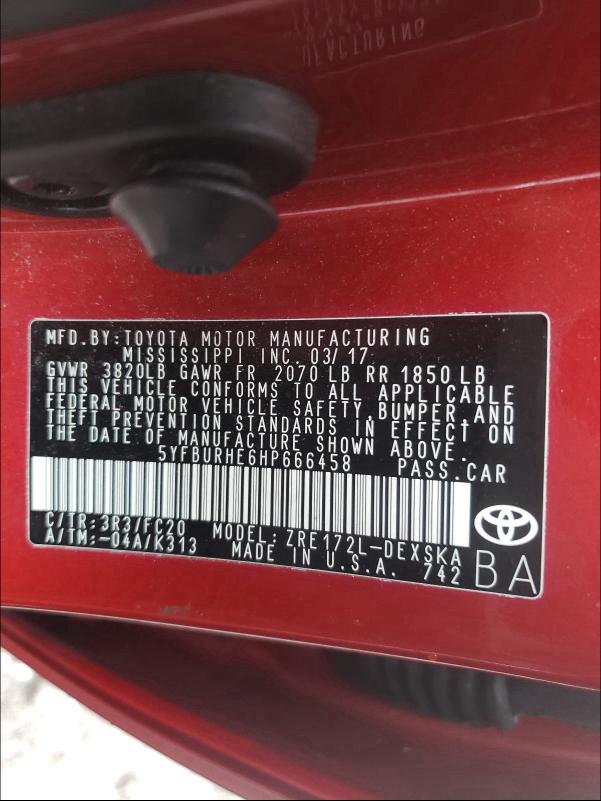 MFD.BY:TOYOTA MOTOR MANUFACTURING
MISSISSIPPI INC. 03/17
GVWR 3820LB GAWR FR 2070 LB RR 1850 LB
THIS VEHICLE CONFORMS TO ALL APPLICABLE
FEDERAL MOTOR VEHICLE SAFETY, BUMPER AND
THEFT PREVENTION STANDARDS IN EFFECT ON
THE DATE OF MANUFACTURE SHOWN ABOVE.
5YFBURHE6HP666458 PASS.CAR
C/TR:3R3/FC20 MODEL: ZRE172L-DEXSKA
A/TM:-04A/K313 MADE IN U.S.A. 742
BA